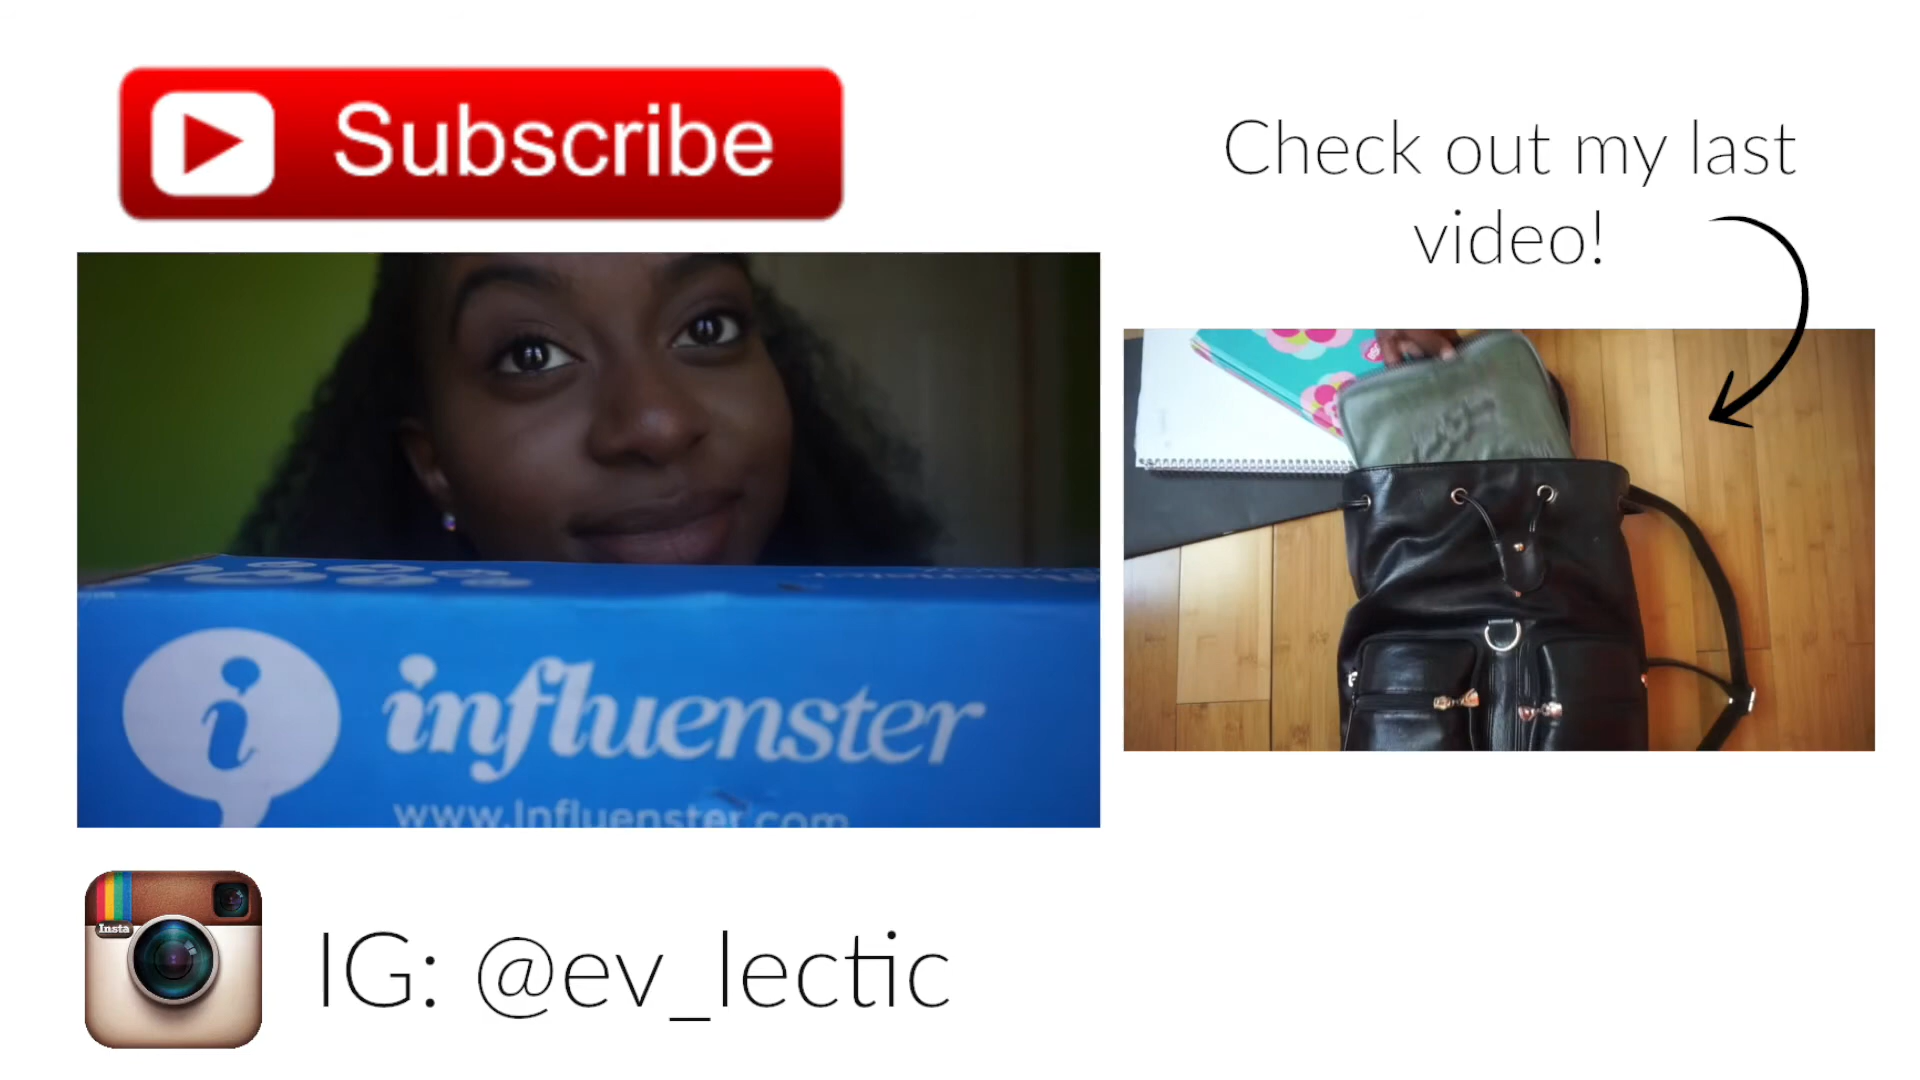 Subscribe
Check out my last
video!
influenster
www.Influenster.com
Insta
IG: @ev_lectic